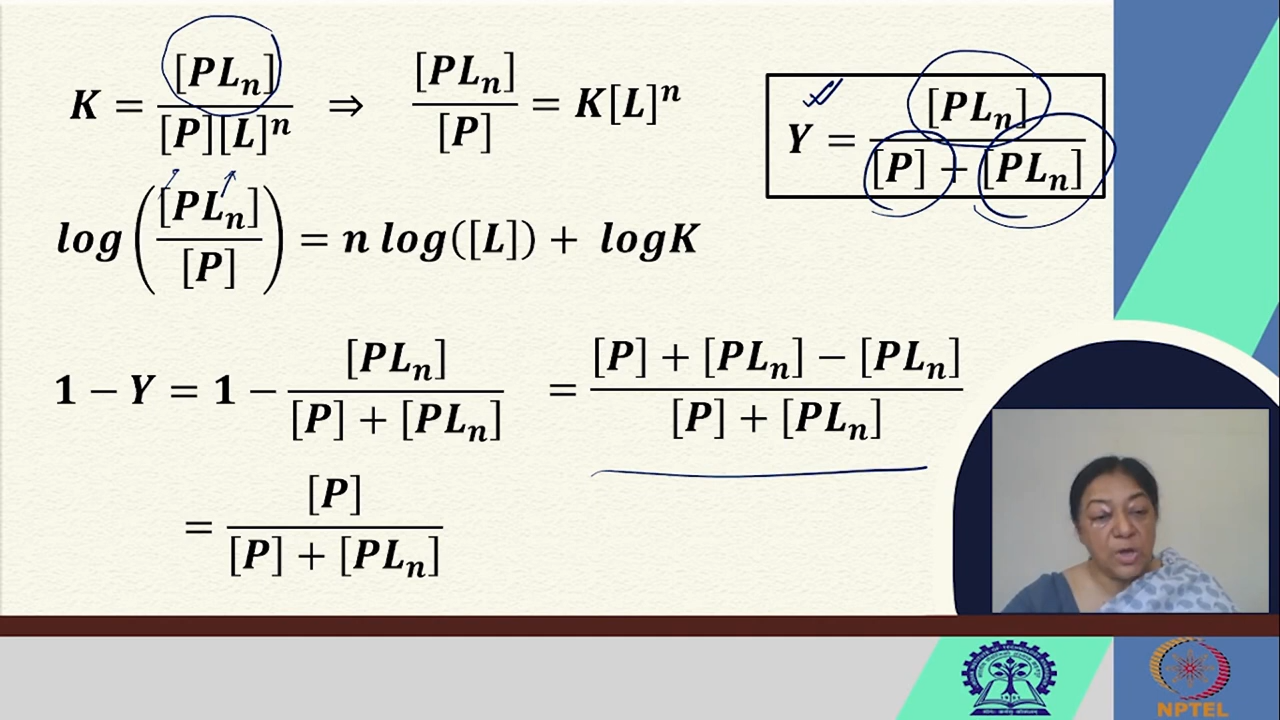 K = [PLₙ] / [P][L]ⁿ ⇒ [PLₙ] / [P] = K[L]ⁿ
Y = [PLₙ] / [P] + [PLₙ]
log([PLₙ] / [P]) = n log([L]) + logK
1 − Y = 1 − [PLₙ] / [P] + [PLₙ] = [P] + [PLₙ] − [PLₙ] / [P] + [PLₙ]
= [P] / [P] + [PLₙ]
NPTEL